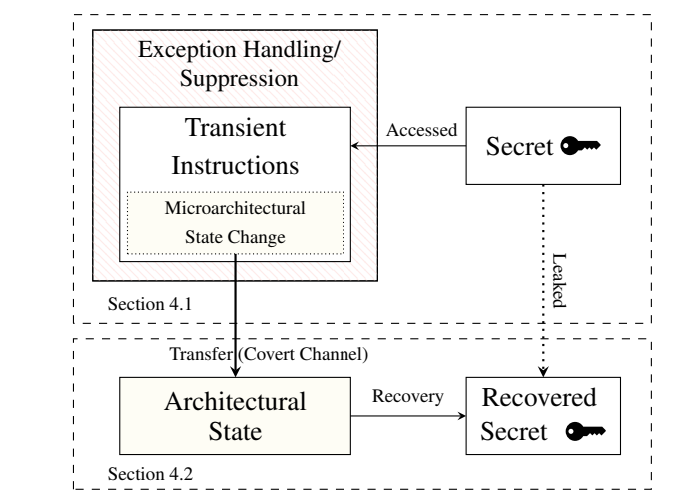 Exception Handling/
Suppression
Transient
Instructions
Microarchitectural
State Change
Accessed
Secret
Leaked
Section 4.1
Transfer (Covert Channel)
Architectural
State
Recovery
Recovered
Secret
Section 4.2